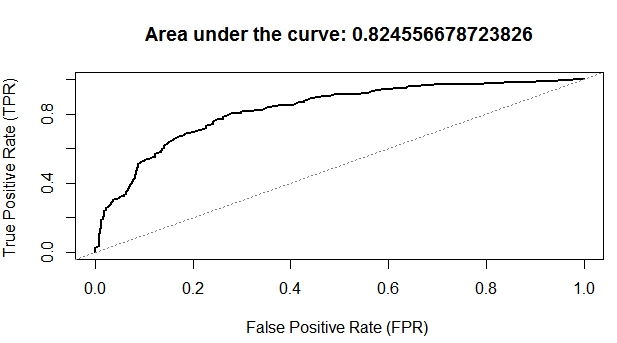 Area under the curve: 0.824556678723826
True Positive Rate (TPR)
0.8
0.4
0.0
0.0 0.2 0.4 0.6 0.8 1.0
False Positive Rate (FPR)